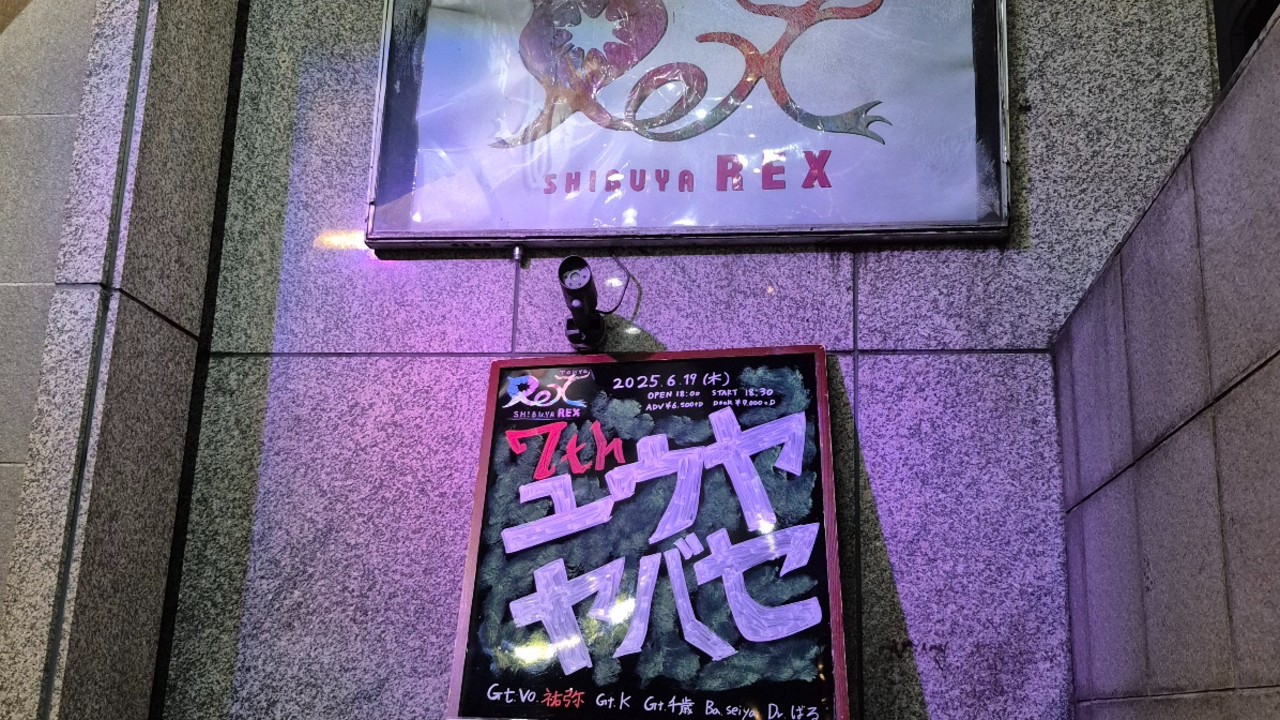 ReX
SHIBUYA REX
TOKYO
ReX
SHIBUYA REX
2025.6.19 (木)
OPEN 18:00 START 18:30
ADV ¥6.500+D DOOR ¥7.000+D
7th
ユウヤ
ヤバセ
Gt.Vo.祐弥 Gt.K Gt.千歳 Ba.seiya Dr.ぱろ